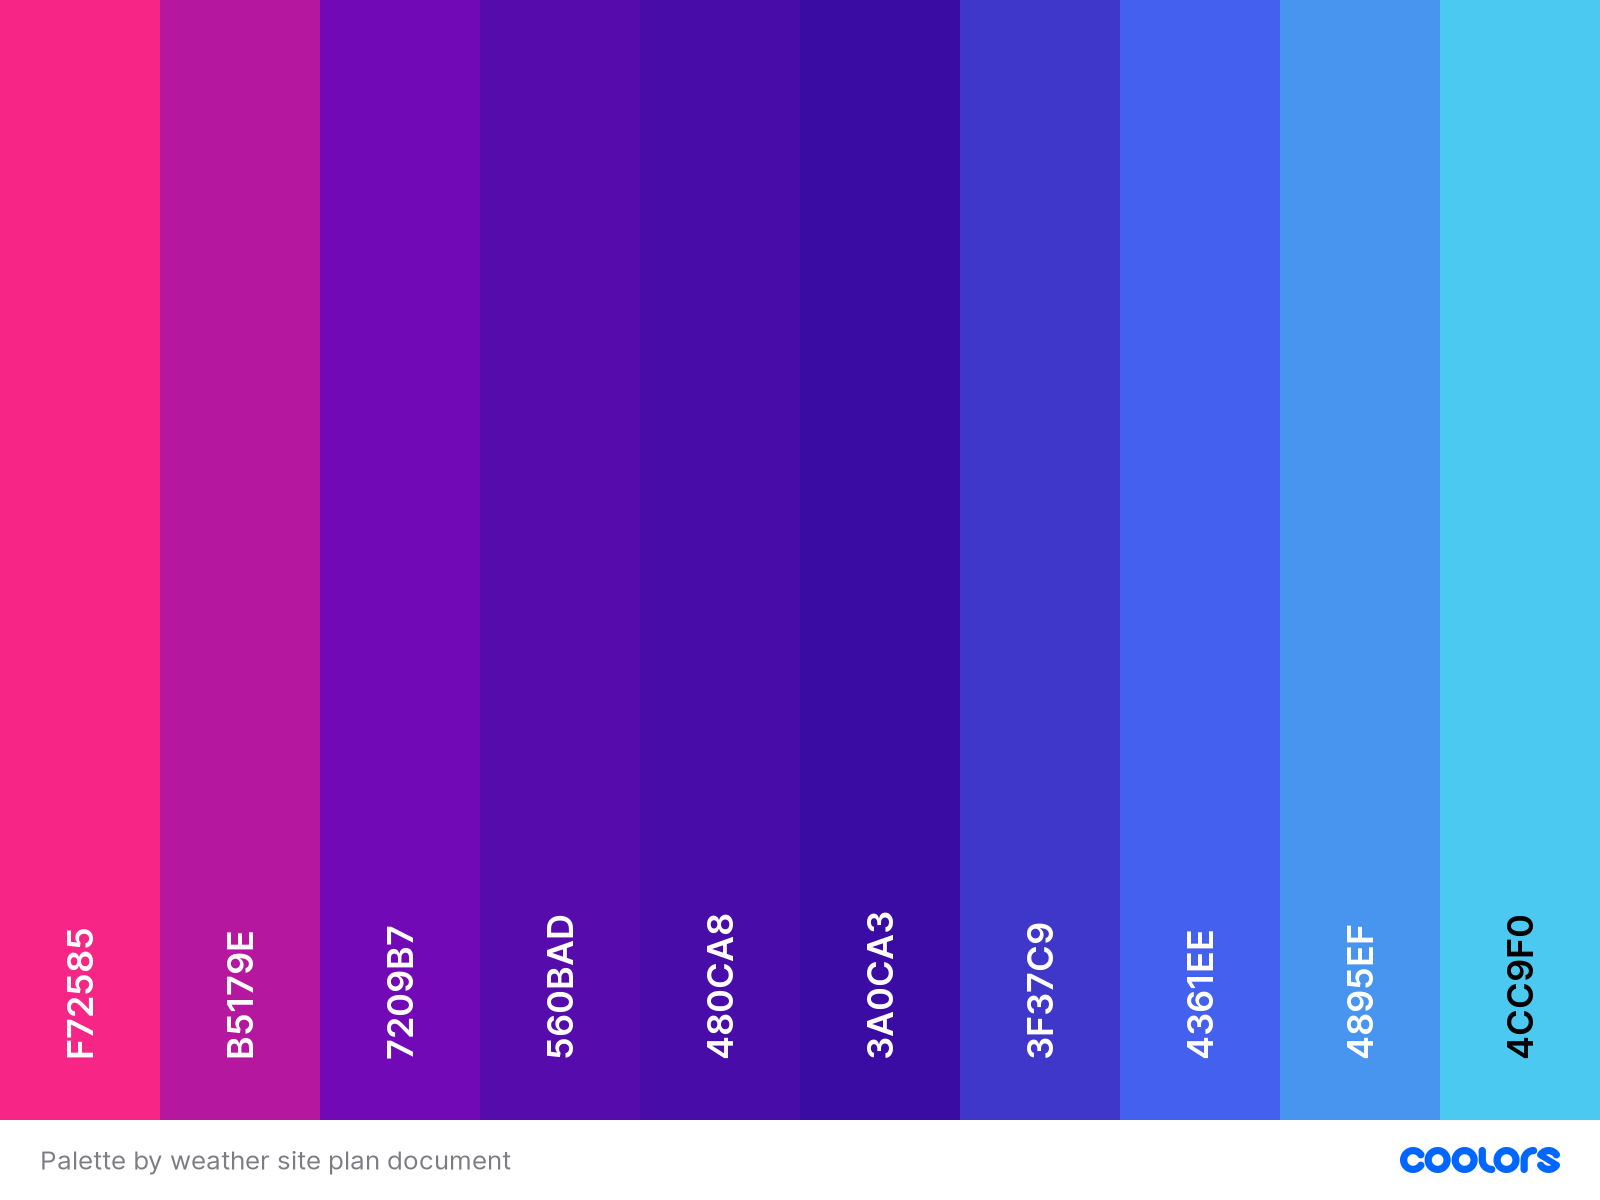 F72585
B5179E
7209B7
560BAD
480CA8
3A0CA3
3F37C9
4361EE
4895EF
4CC9F0
Palette by weather site plan document
coolors